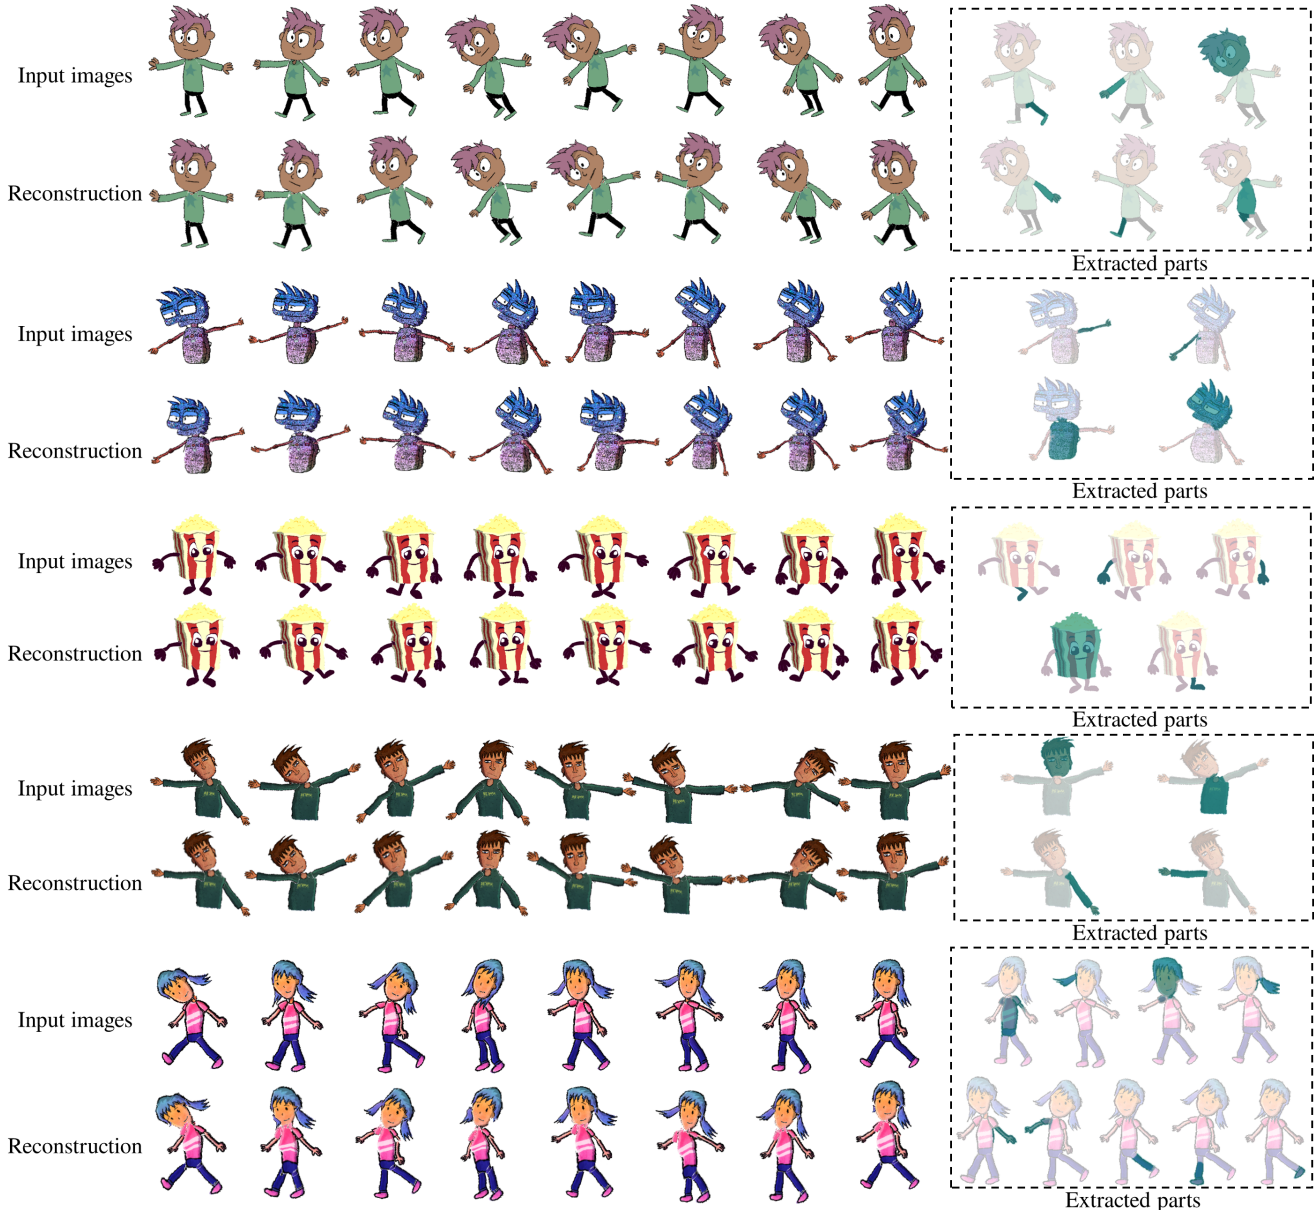 Input images
Reconstruction
Extracted parts
Input images
Reconstruction
Extracted parts
Input images
Reconstruction
Extracted parts
Input images
Reconstruction
Extracted parts
Input images
Reconstruction
Extracted parts